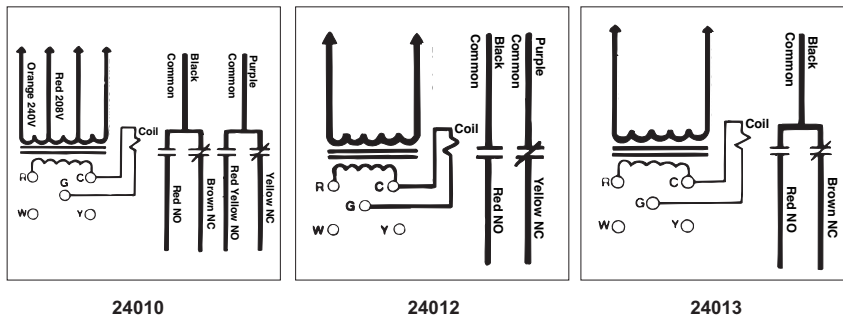 Orange 240V
Red 208V
Black
Common
Purple
Common
Coil
R
C
G
W
Y
Red NO
Brown NC
Red Yellow NO
Yellow NC
24010
Black
Common
Purple
Common
Coil
R
C
G
W
Y
Red NO
Yellow NC
24012
Black
Common
Coil
R
C
G
W
Y
Red NO
Brown NC
24013